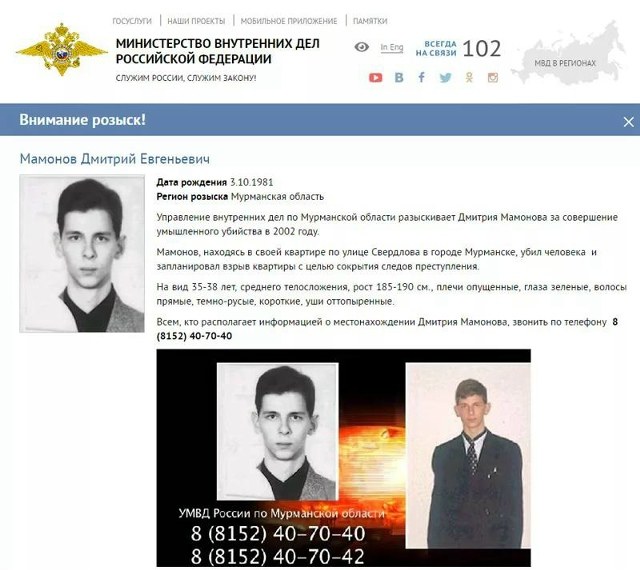 ГОСУСЛУГИ | НАШИ ПРОЕКТЫ | МОБИЛЬНОЕ ПРИЛОЖЕНИЕ | ПАМЯТКИ
МИНИСТЕРСТВО ВНУТРЕННИХ ДЕЛ
РОССИЙСКОЙ ФЕДЕРАЦИИ
СЛУЖИМ РОССИИ, СЛУЖИМ ЗАКОНУ!
In Eng
ВСЕГДА
НА СВЯЗИ 102
МВД В РЕГИОНАХ
Внимание розыск!
Мамонов Дмитрий Евгеньевич
Дата рождения 3.10.1981
Регион розыска Мурманская область
Управление внутренних дел по Мурманской области разыскивает Дмитрия Мамонова за совершение
умышленного убийства в 2002 году.
Мамонов, находясь в своей квартире по улице Свердлова в городе Мурманске, убил человека и
запланировал взрыв квартиры с целью сокрытия следов преступления.
На вид 35-38 лет, среднего телосложения, рост 185-190 см., плечи опущенные, глаза зеленые, волосы
прямые, темно-русые, короткие, уши оттопыренные.
Всем, кто располагает информацией о местонахождении Дмитрия Мамонова, звонить по телефону 8
(8152) 40-70-40
УМВД России по Мурманской области
8 (8152) 40-70-40
8 (8152) 40-70-42